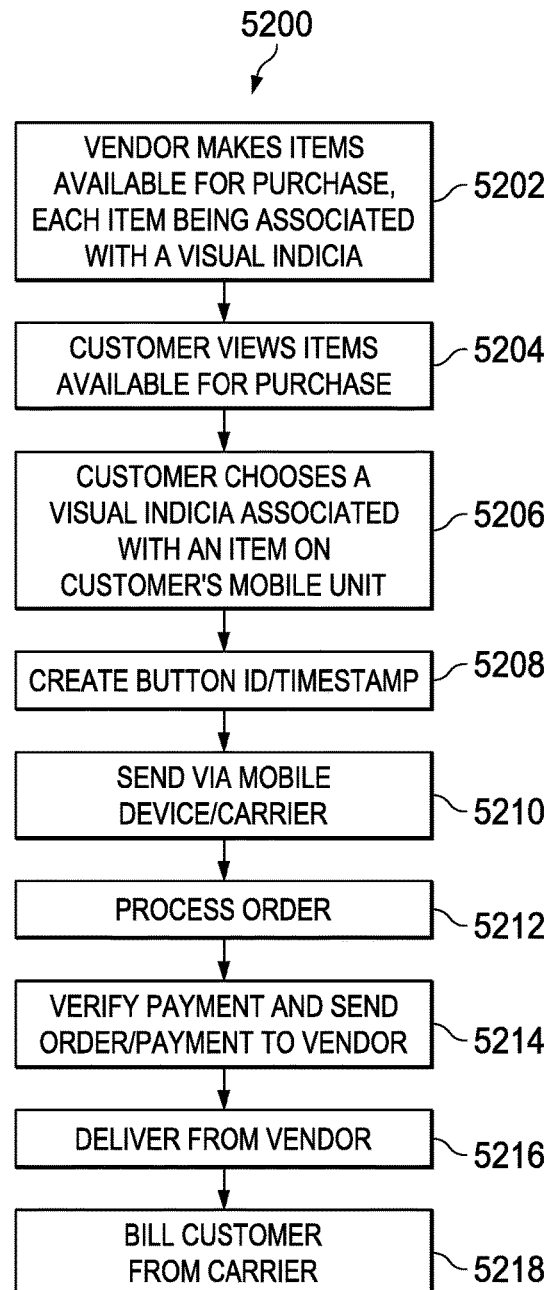 5200
VENDOR MAKES ITEMS
AVAILABLE FOR PURCHASE,
EACH ITEM BEING ASSOCIATED
WITH A VISUAL INDICIA
5202
CUSTOMER VIEWS ITEMS
AVAILABLE FOR PURCHASE
5204
CUSTOMER CHOOSES A
VISUAL INDICIA ASSOCIATED
WITH AN ITEM ON
CUSTOMER'S MOBILE UNIT
5206
CREATE BUTTON ID/TIMESTAMP
5208
SEND VIA MOBILE
DEVICE/CARRIER
5210
PROCESS ORDER
5212
VERIFY PAYMENT AND SEND
ORDER/PAYMENT TO VENDOR
5214
DELIVER FROM VENDOR
5216
BILL CUSTOMER
FROM CARRIER
5218